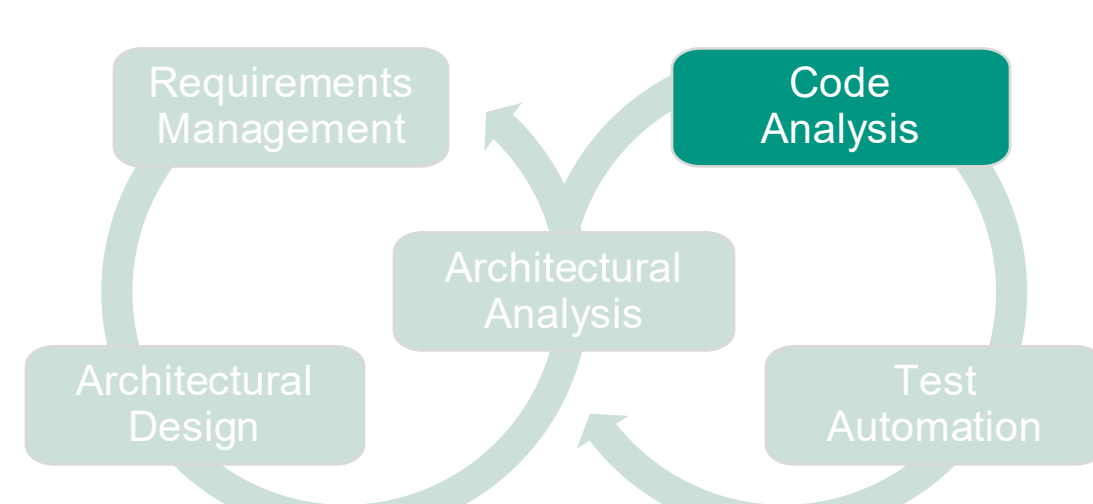 Requirements
Management
Code
Analysis
Architectural
Analysis
Architectural
Design
Test
Automation